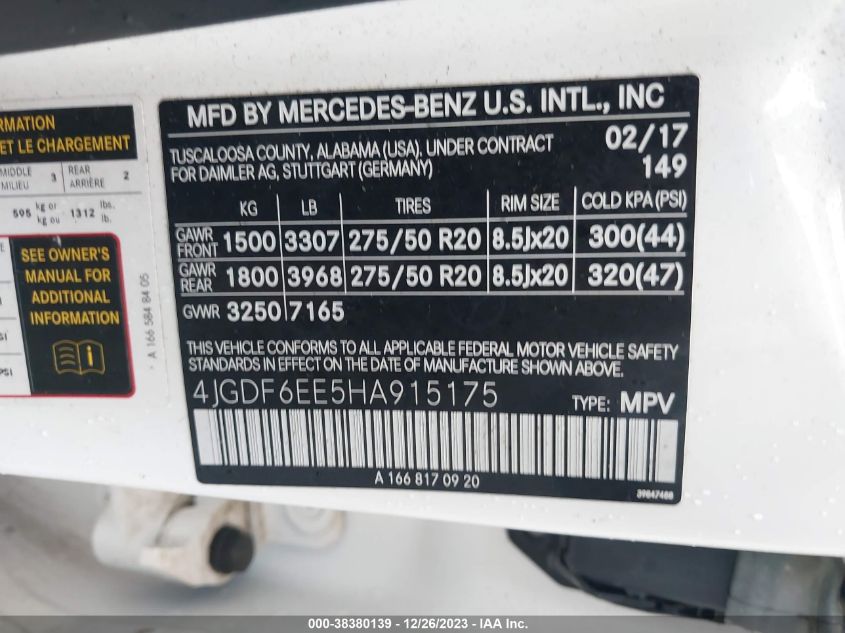 RMATION
ET LE CHARGEMENT
MIDDLE
MILIEU 3 REAR
ARRIÈRE 2
595 kg or
kg ou 1312 lbs.
lb.
SEE OWNER'S
MANUAL FOR
ADDITIONAL
INFORMATION
PSI
A 166 584 84 05
MFD BY MERCEDES-BENZ U.S. INTL., INC
TUSCALOOSA COUNTY, ALABAMA (USA), UNDER CONTRACT 02/17
FOR DAIMLER AG, STUTTGART (GERMANY) 149
KG LB TIRES RIM SIZE COLD KPA (PSI)
GAWR FRONT 1500 3307 275/50 R20 8.5Jx20 300(44)
GAWR REAR 1800 3968 275/50 R20 8.5Jx20 320(47)
GVWR 3250 7165
THIS VEHICLE CONFORMS TO ALL APPLICABLE FEDERAL MOTOR VEHICLE SAFETY
STANDARDS IN EFFECT ON THE DATE OF MANUFACTURE SHOWN ABOVE.
4JGDF6EE5HA915175 TYPE: MPV
A 166 817 09 20
39847488
000-38380139 - 12/26/2023 - IAA Inc.